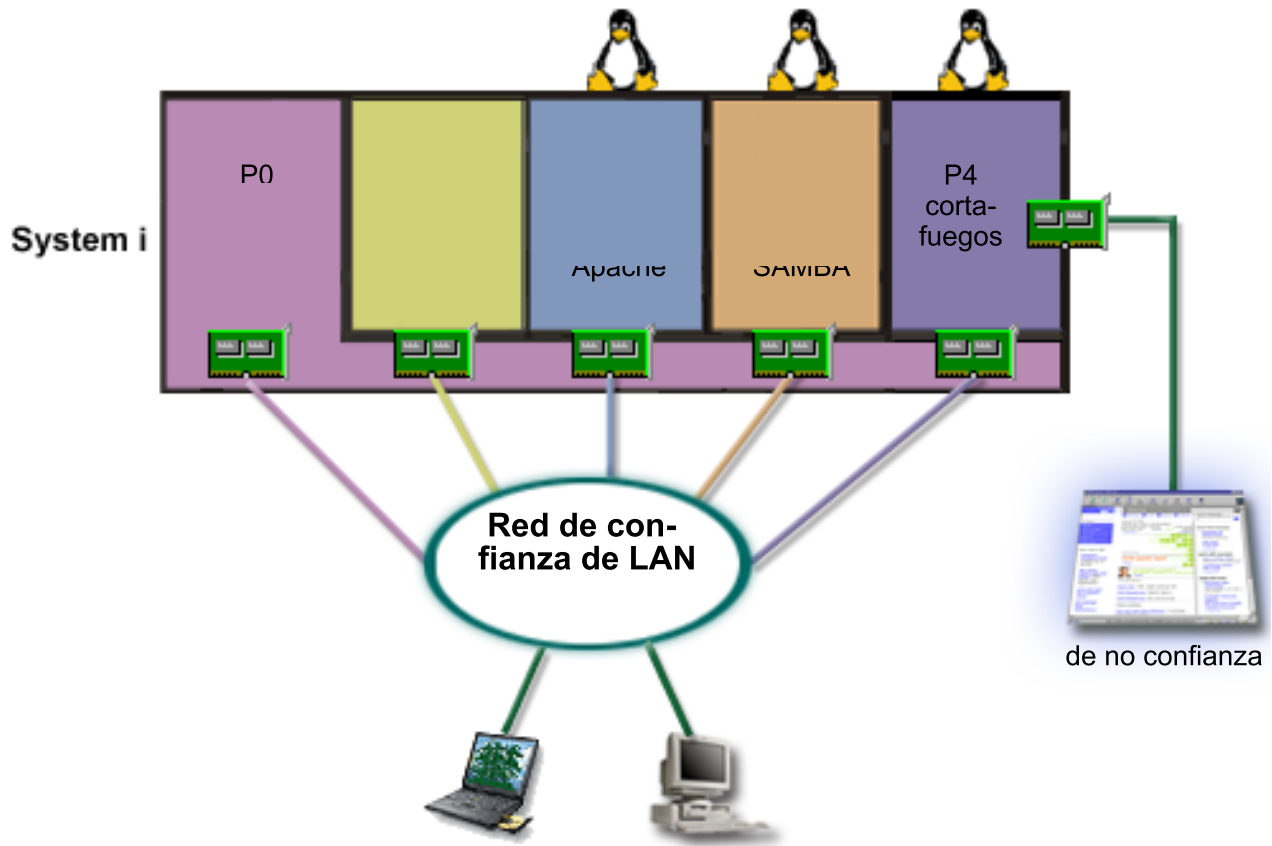 System i
P0
Apache
SAMBA
P4
corta-
fuegos
Red de con-
fianza de LAN
de no confianza